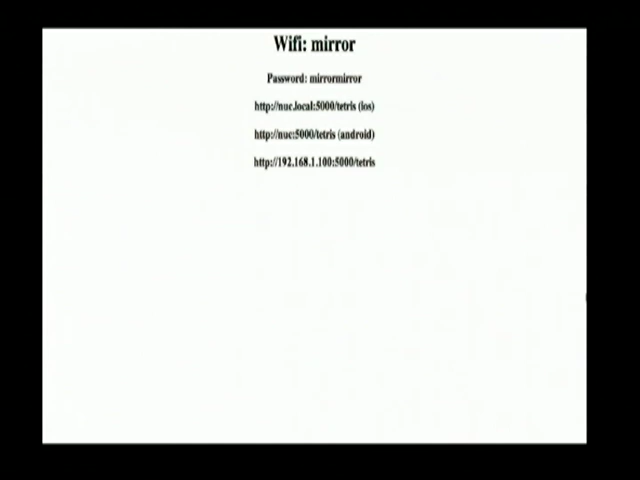 Wifi: mirror
Password: mirrormirror
http://nuc.local:5000/tetris (ios)
http://nuc:5000/tetris (android)
http://192.168.1.100:5000/tetris